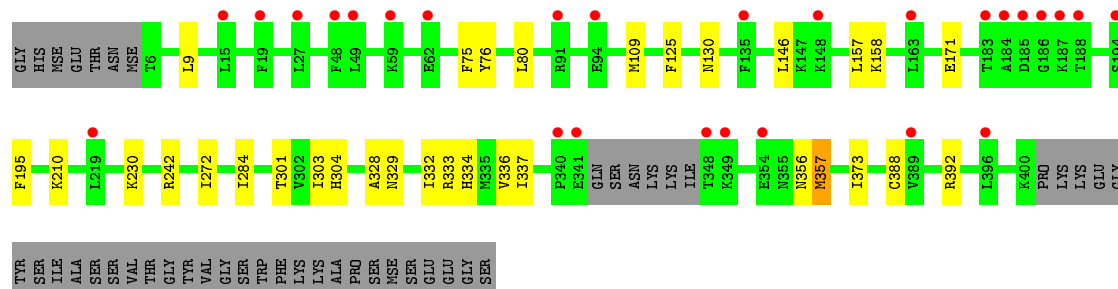 GLY HIS MSE GLU THR ASN MSE T6 L9 L15 F19 L27 F48 L49 K59 E62 F75 Y76 L80 R91 E94 M109 F125 N130 F135 L146 K147 K148 L157 K158 L163 E171 T183 A184 D185 G186 K187 T188 S194
F195 K210 L219 K230 R242 I272 I284 T301 V302 I303 H304 A328 N329 I332 R333 H334 M335 V336 I337 P340 E341 GLN SER ASN LYS LYS ILE T348 K349 E354 N355 N356 M357 I373 C388 V389 R392 L396 K400 PRO LYS LYS GLU GLY
TYR SER ILE ALA SER SER VAL THR GLY TYR VAL GLY SER TRP PHE LYS LYS ALA PRO SER MSE SER GLU GLU GLY SER